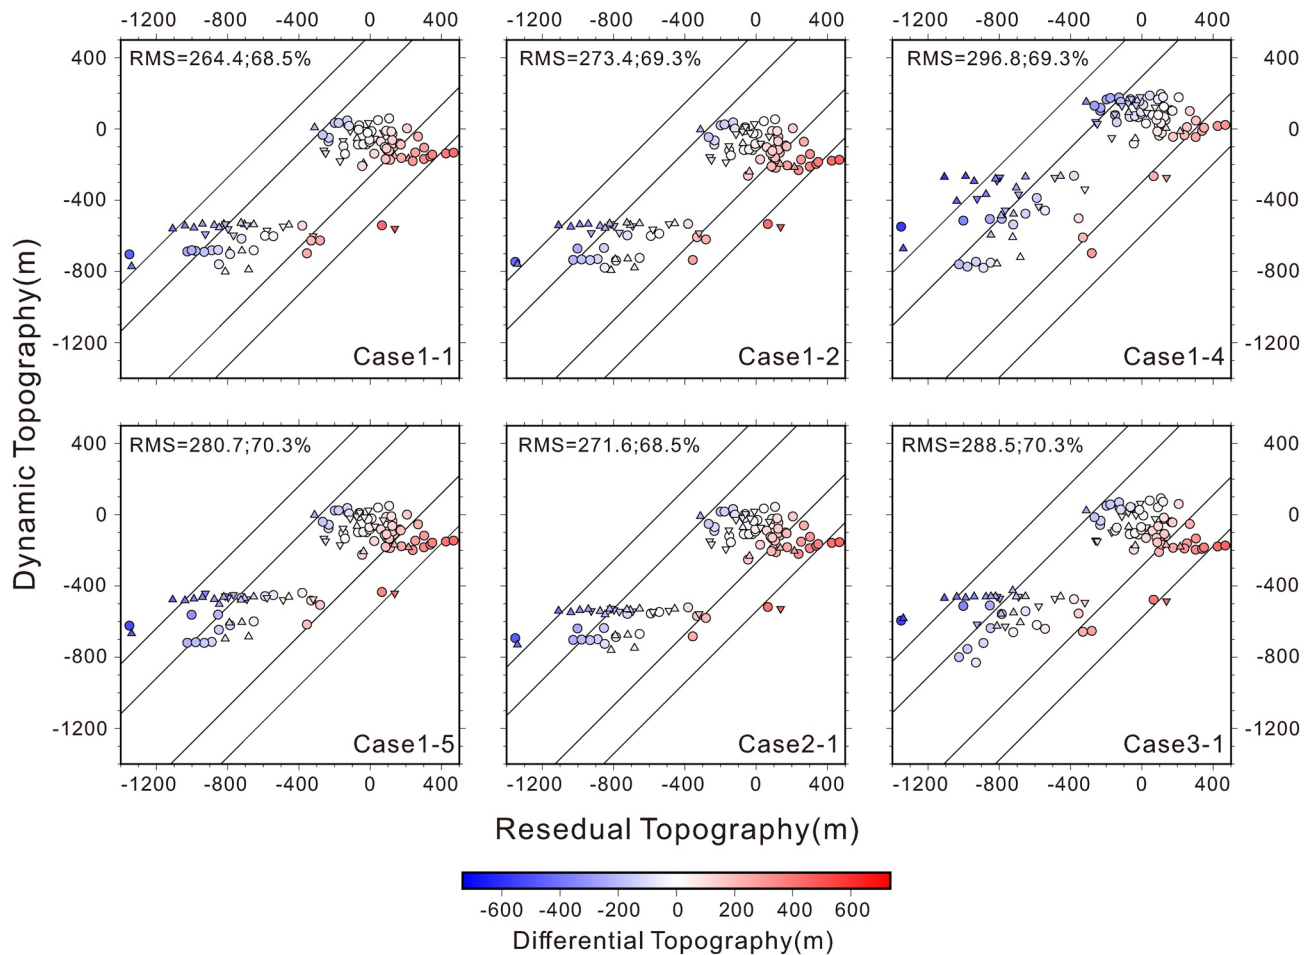 -1200 -800 -400 0 400 -1200 -800 -400 0 400 -1200 -800 -400 0 400
RMS=264.4;68.5% RMS=273.4;69.3% RMS=296.8;69.3%
400 400
0 0
-400 -400
-800 -800
-1200 -1200
Case1-1 Case1-2 Case1-4
Dynamic Topography(m)
RMS=280.7;70.3% RMS=271.6;68.5% RMS=288.5;70.3%
400 400
0 0
-400 -400
-800 -800
-1200 -1200
Case1-5 Case2-1 Case3-1
-1200 -800 -400 0 400 -1200 -800 -400 0 400 -1200 -800 -400 0 400
Resedual Topography(m)
-600 -400 -200 0 200 400 600
Differential Topography(m)